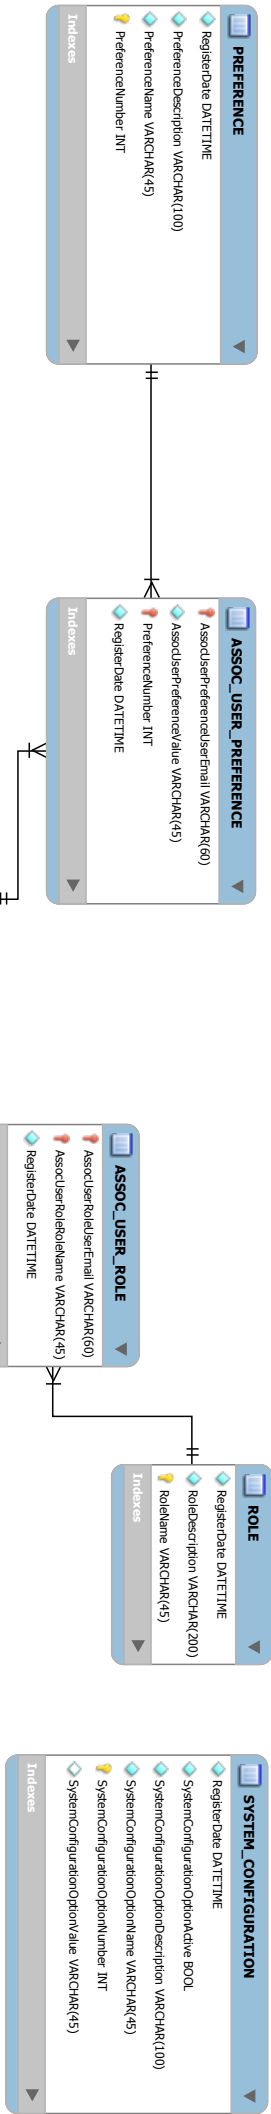 PREFERENCE
RegisterDate DATETIME
PreferenceDescription VARCHAR(100)
PreferenceName VARCHAR(45)
PreferenceNumber INT
Indexes
ASSOC_USER_PREFERENCE
AssocUserPreferenceUserEmail VARCHAR(60)
AssocUserPreferenceValue VARCHAR(45)
PreferenceNumber INT
RegisterDate DATETIME
Indexes
ASSOC_USER_ROLE
AssocUserRoleUserEmail VARCHAR(60)
AssocUserRoleRoleName VARCHAR(45)
RegisterDate DATETIME
ROLE
RegisterDate DATETIME
RoleDescription VARCHAR(200)
RoleName VARCHAR(45)
Indexes
SYSTEM_CONFIGURATION
RegisterDate DATETIME
SystemConfigurationOptionActive BOOL
SystemConfigurationOptionDescription VARCHAR(100)
SystemConfigurationOptionName VARCHAR(45)
SystemConfigurationOptionNumber INT
SystemConfigurationOptionValue VARCHAR(45)
Indexes